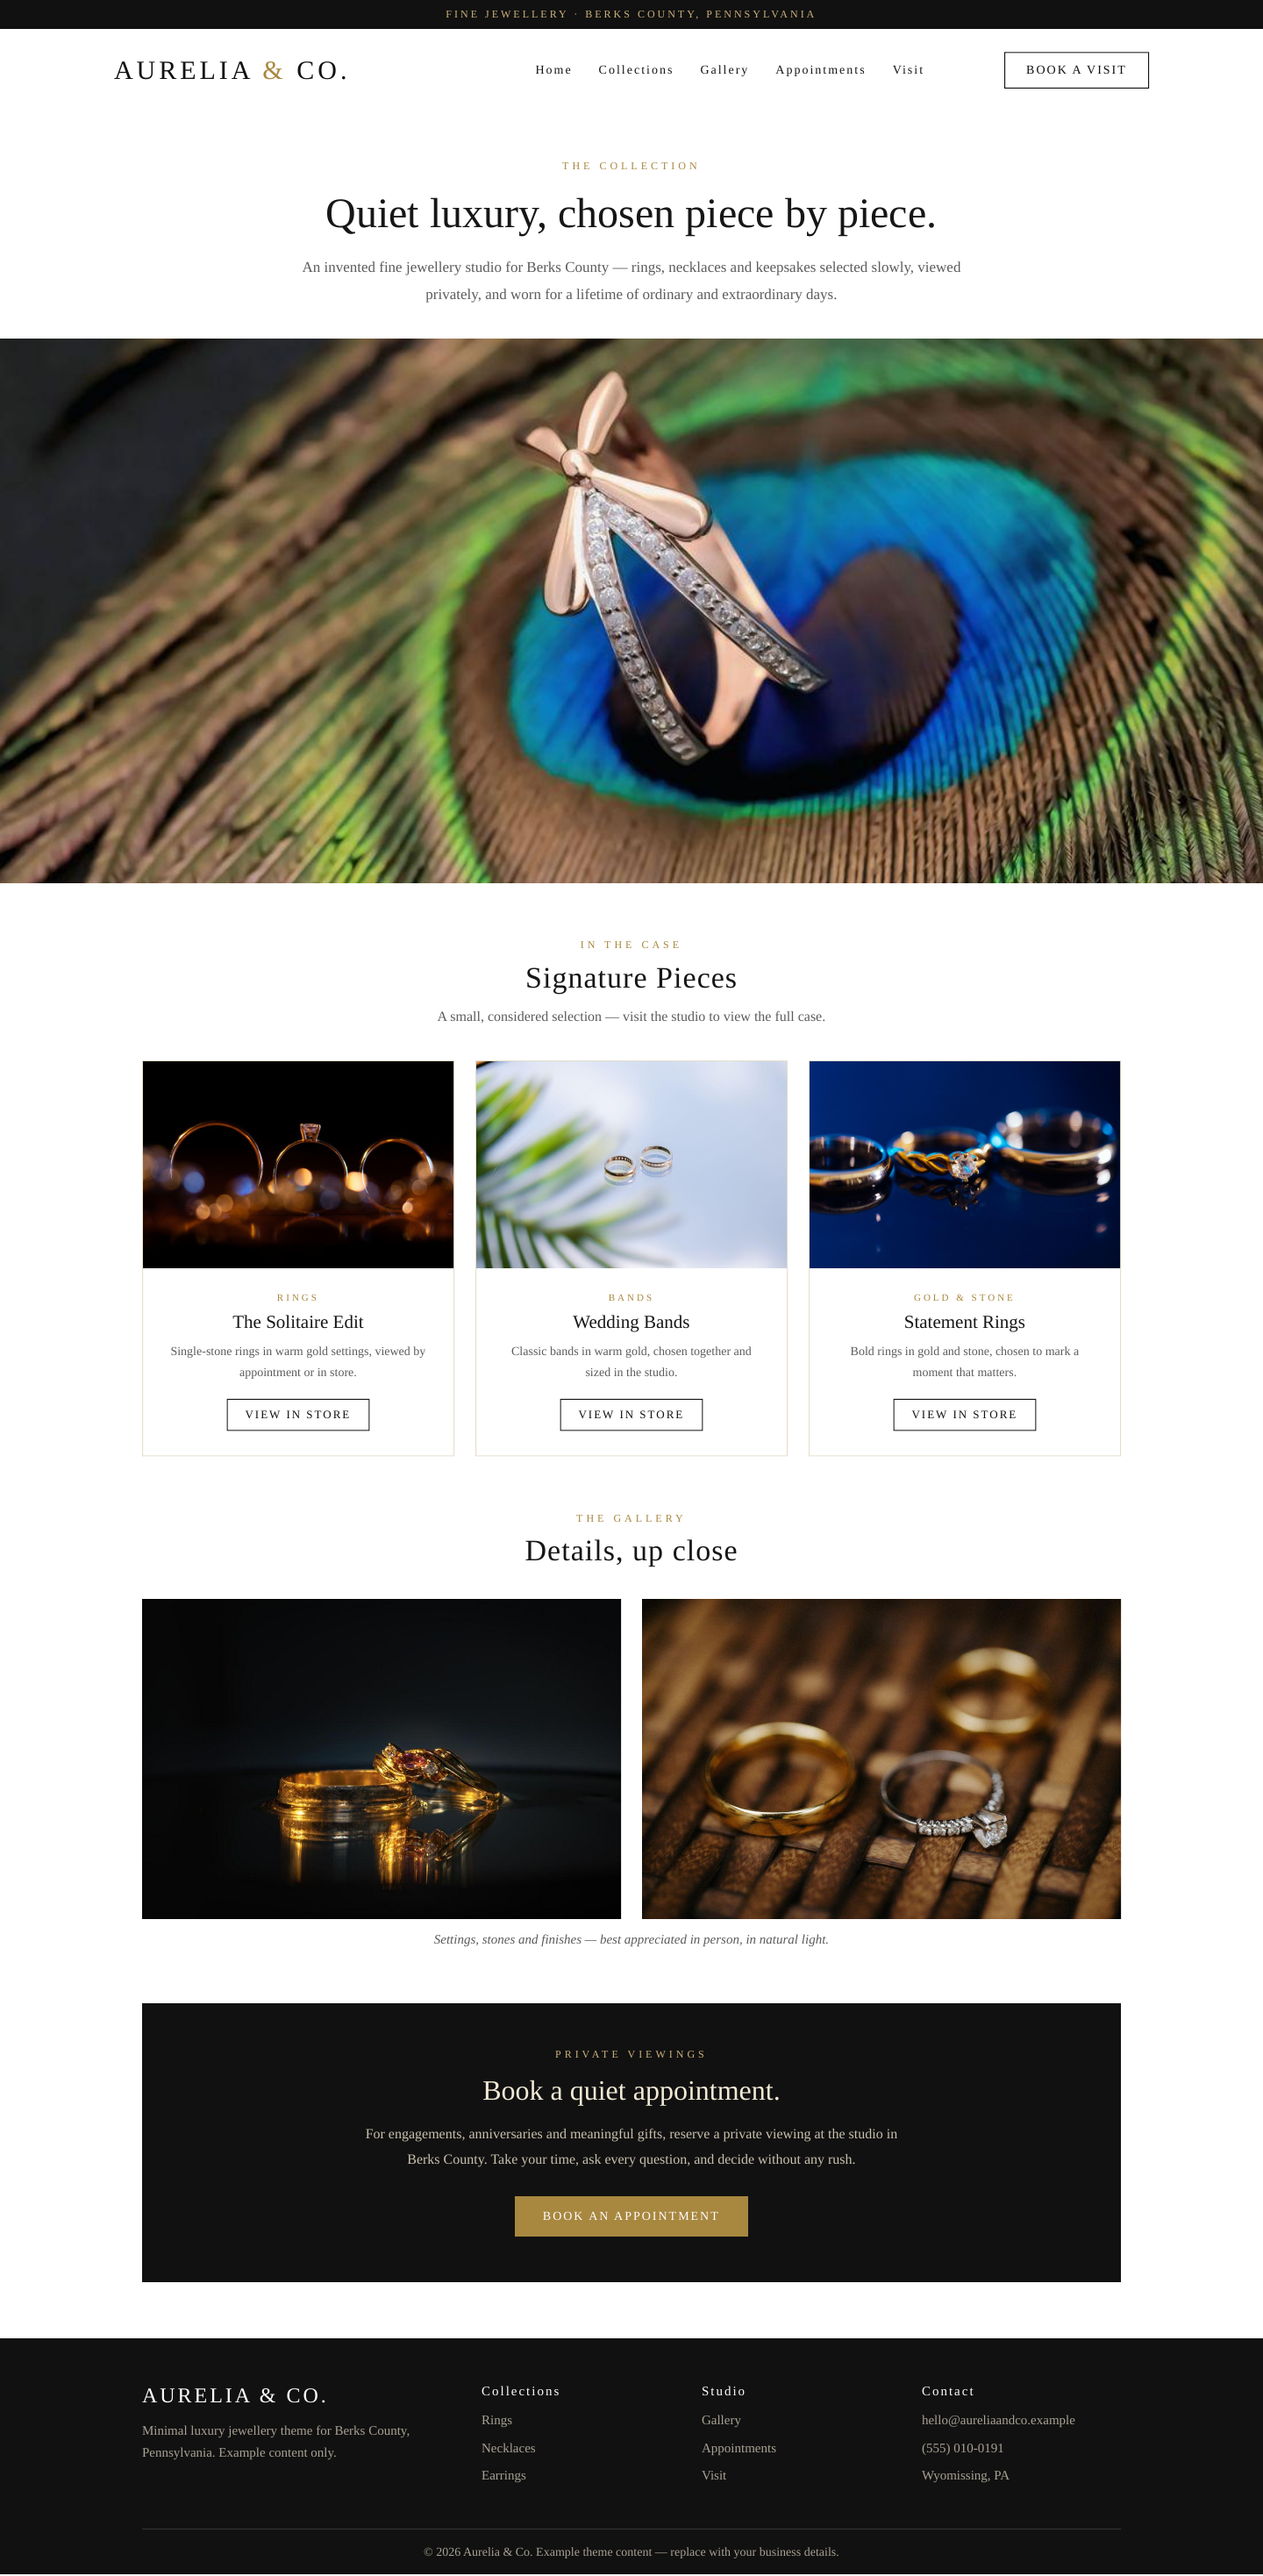 FINE JEWELLERY · BERKS COUNTY, PENNSYLVANIA
AURELIA & CO.
Home Collections Gallery Appointments Visit
BOOK A VISIT
THE COLLECTION
Quiet luxury, chosen piece by piece.
An invented fine jewellery studio for Berks County — rings, necklaces and keepsakes selected slowly, viewed
privately, and worn for a lifetime of ordinary and extraordinary days.
IN THE CASE
Signature Pieces
A small, considered selection — visit the studio to view the full case.
RINGS
The Solitaire Edit
Single-stone rings in warm gold settings, viewed by
appointment or in store.
VIEW IN STORE
BANDS
Wedding Bands
Classic bands in warm gold, chosen together and
sized in the studio.
VIEW IN STORE
GOLD & STONE
Statement Rings
Bold rings in gold and stone, chosen to mark a
moment that matters.
VIEW IN STORE
THE GALLERY
Details, up close
Settings, stones and finishes — best appreciated in person, in natural light.
PRIVATE VIEWINGS
Book a quiet appointment.
For engagements, anniversaries and meaningful gifts, reserve a private viewing at the studio in
Berks County. Take your time, ask every question, and decide without any rush.
BOOK AN APPOINTMENT
AURELIA & CO.
Minimal luxury jewellery theme for Berks County,
Pennsylvania. Example content only.
Collections
Rings
Necklaces
Earrings
Studio
Gallery
Appointments
Visit
Contact
hello@aureliaandco.example
(555) 010-0191
Wyomissing, PA
© 2026 Aurelia & Co. Example theme content — replace with your business details.